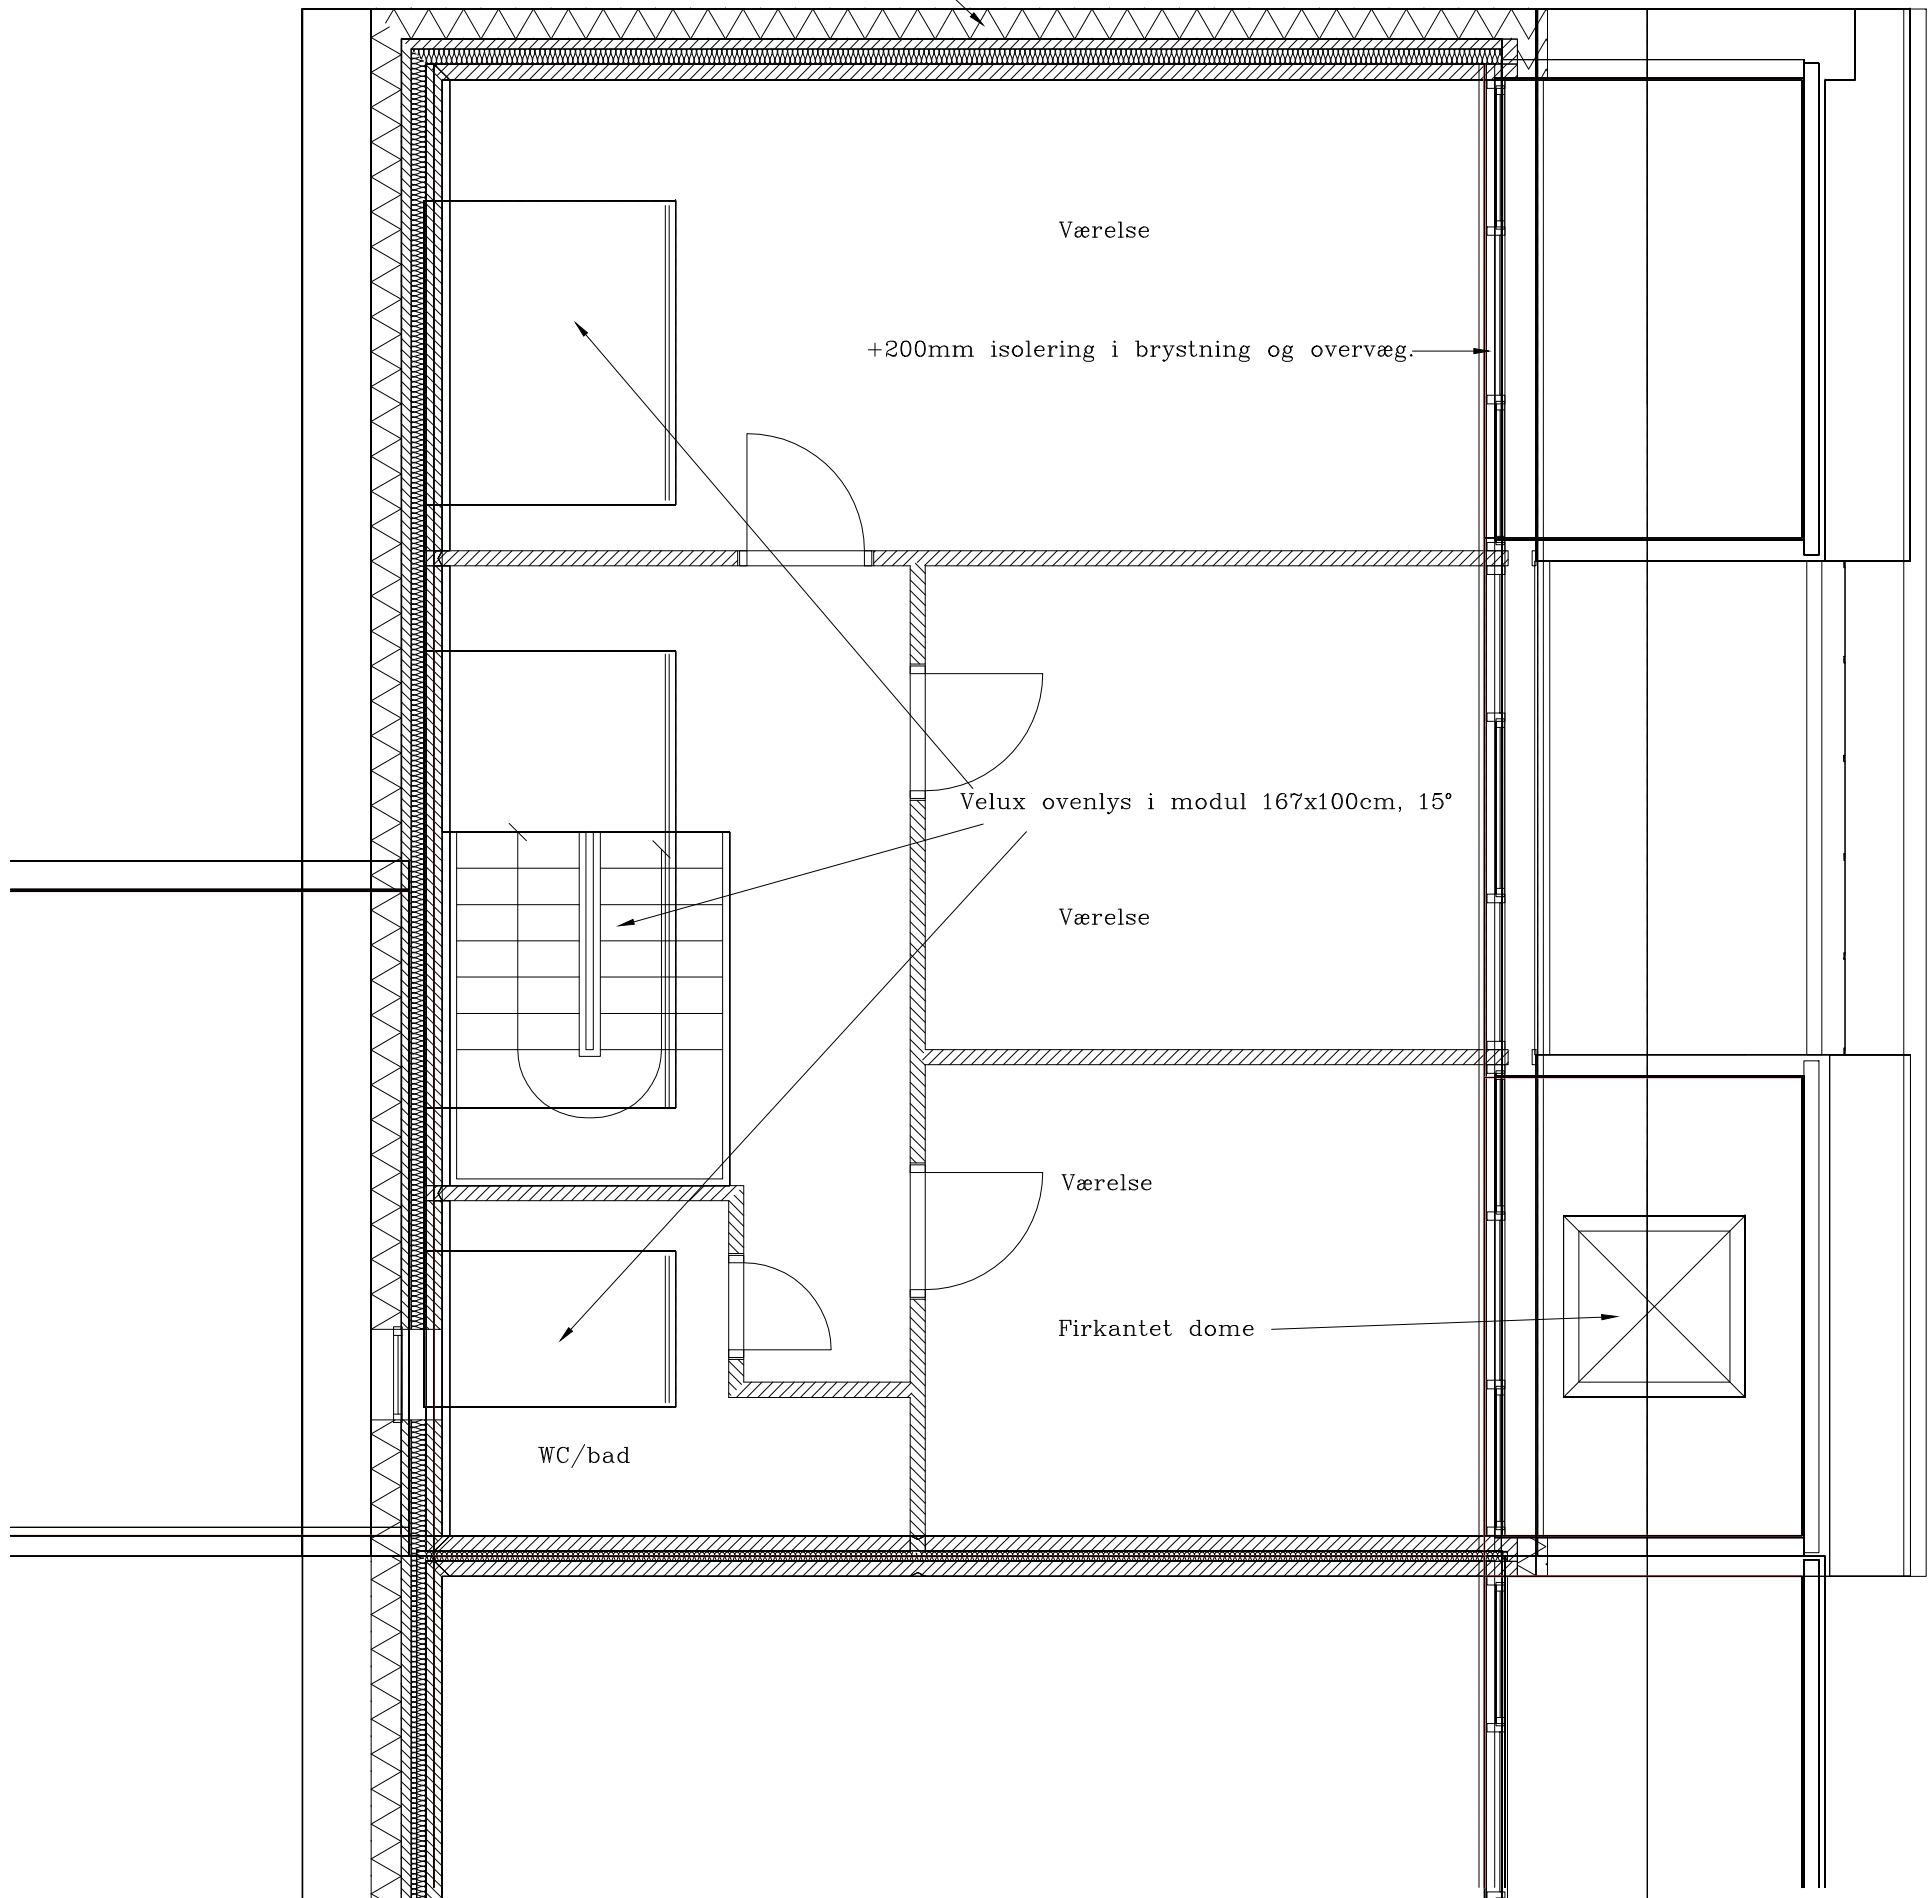 Værelse
+200mm isolering i brystning og overvæg.
Velux ovenlys i modul 167x100cm, 15°
Værelse
Værelse
Firkantet dome
WC/bad